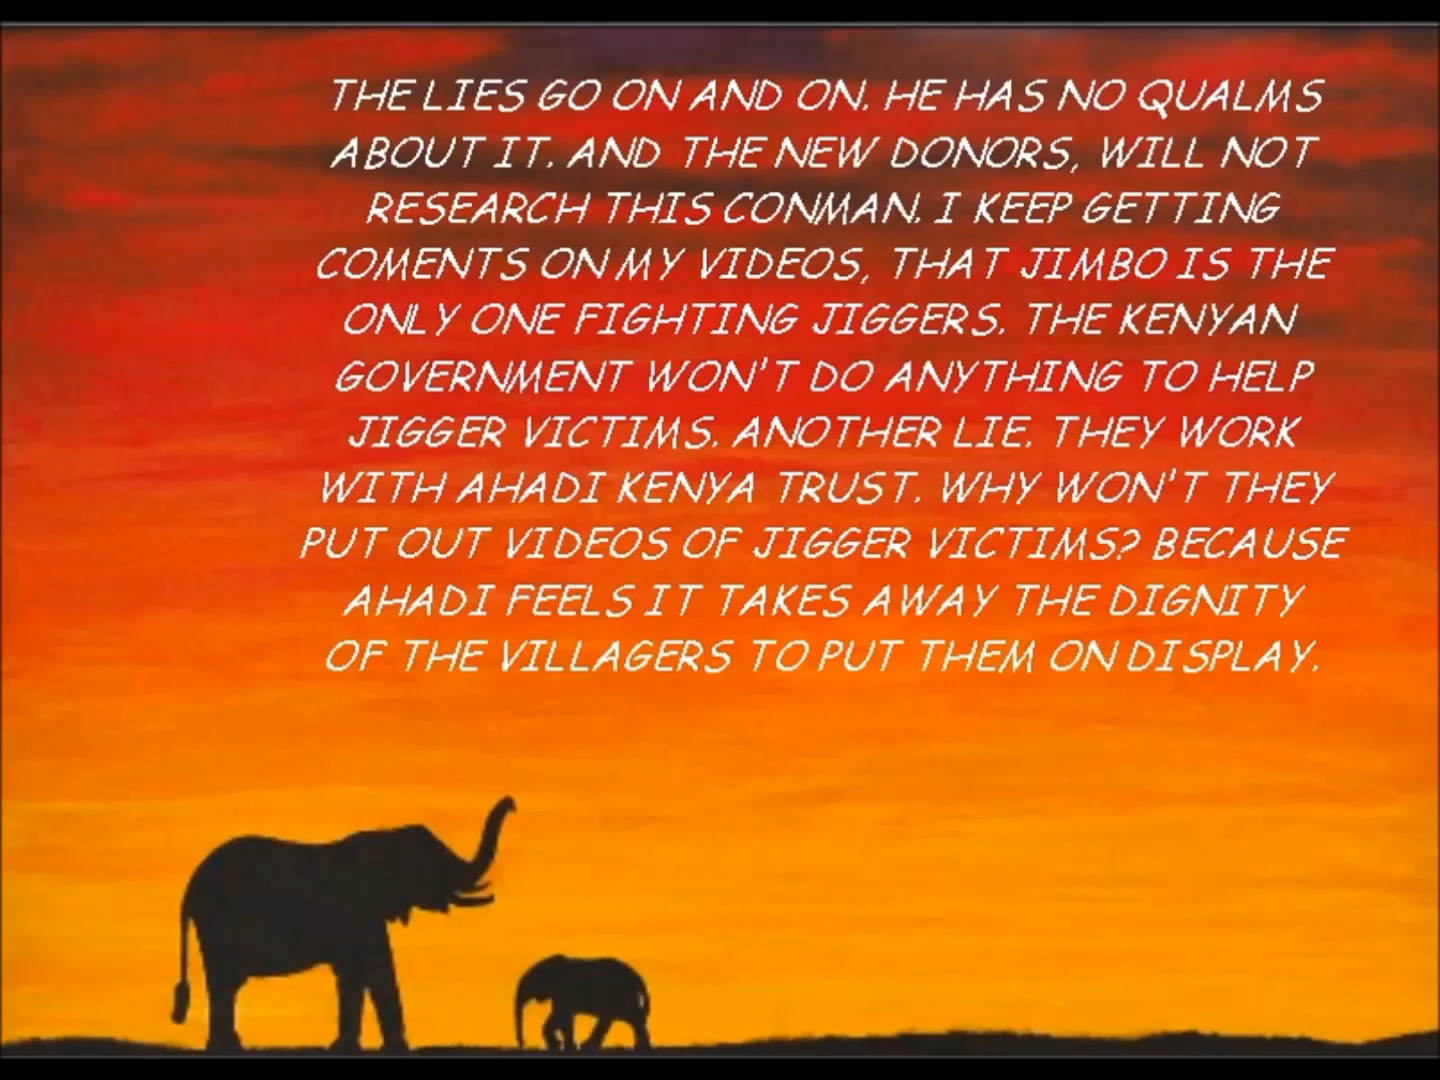 THE LIES GO ON AND ON. HE HAS NO QUALMS
ABOUT IT. AND THE NEW DONORS, WILL NOT
RESEARCH THIS CONMAN. I KEEP GETTING
COMENTS ON MY VIDEOS, THAT JIMBO IS THE
ONLY ONE FIGHTING JIGGERS. THE KENYAN
GOVERNMENT WON'T DO ANYTHING TO HELP
JIGGER VICTIMS. ANOTHER LIE. THEY WORK
WITH AHADI KENYA TRUST. WHY WON'T THEY
PUT OUT VIDEOS OF JIGGER VICTIMS? BECAUSE
AHADI FEELS IT TAKES AWAY THE DIGNITY
OF THE VILLAGERS TO PUT THEM ON DISPLAY.